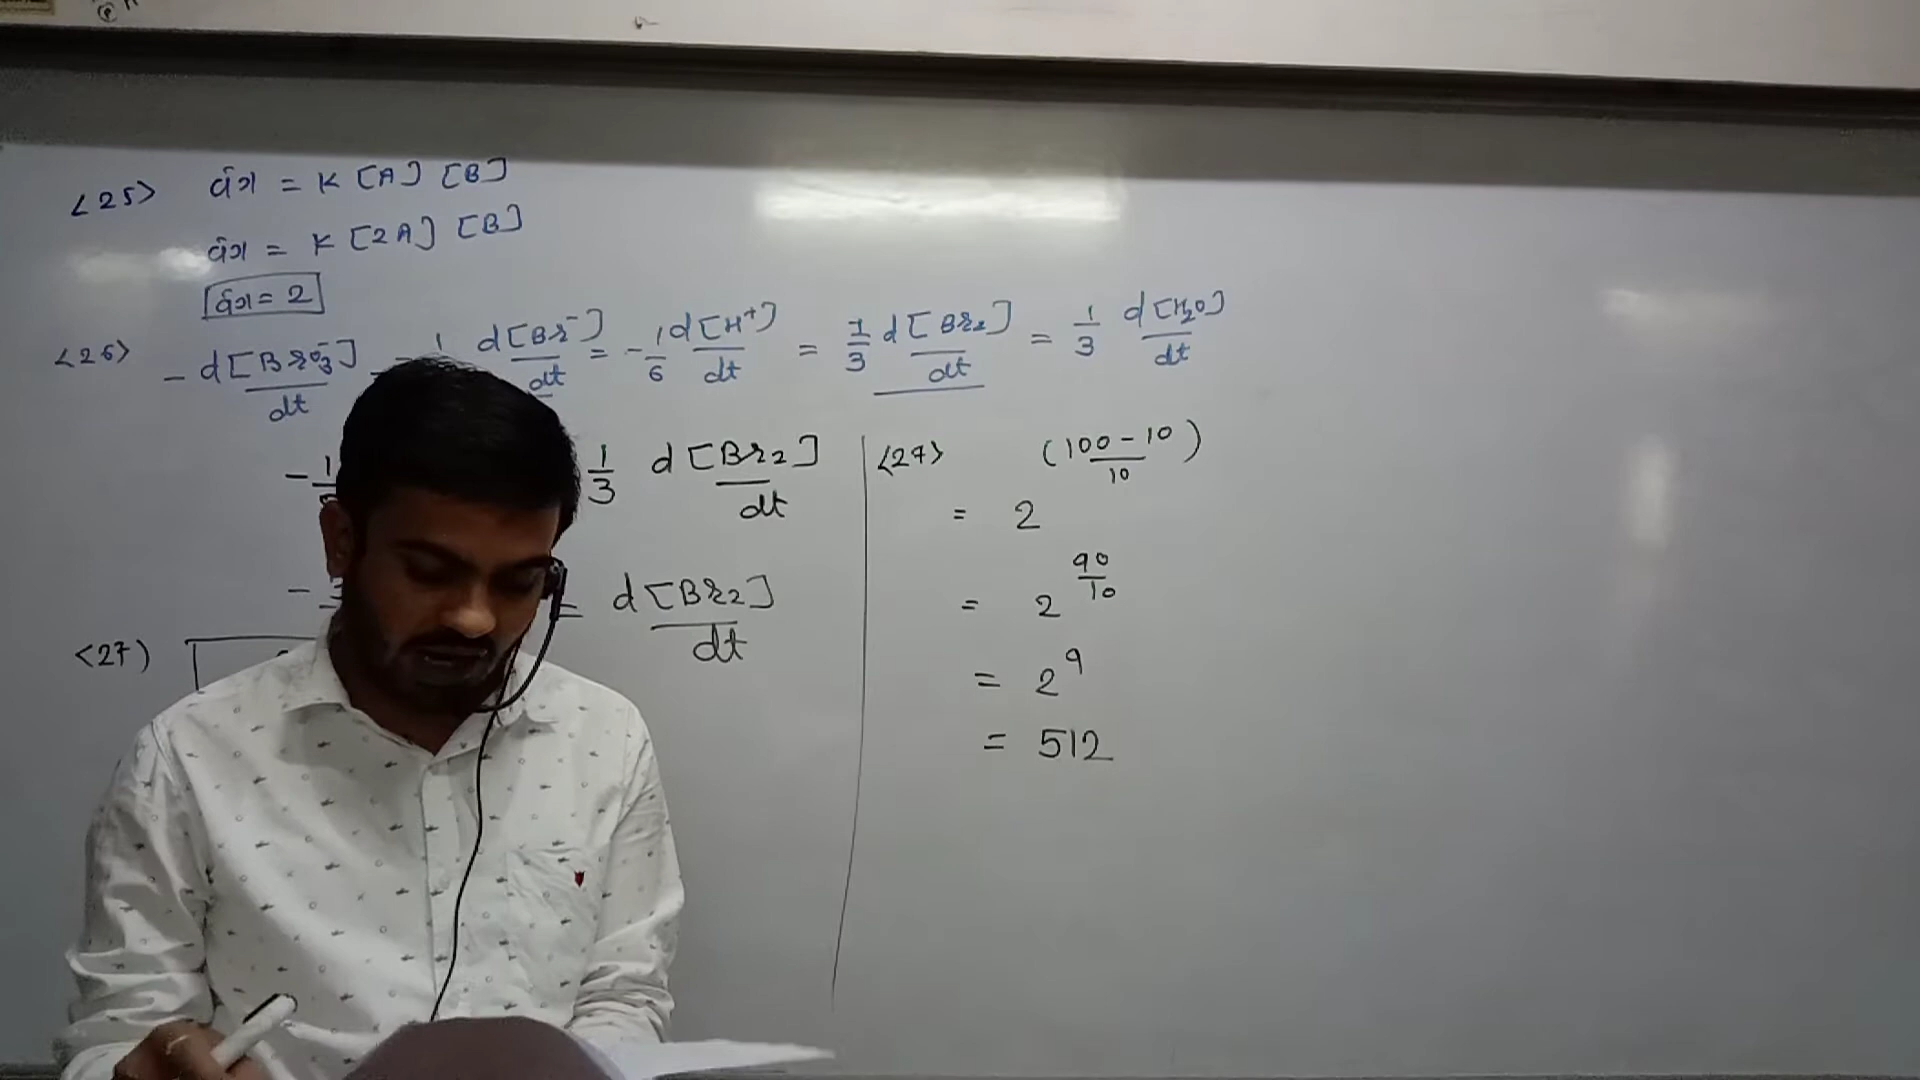 <25> વેગ = K [A] [B]
વેગ = K [2A] [B]
વેગ = 2
<26> - d[BrO3^-]/dt = - 1 d[Br^-]/dt = - 1/6 d[H^+]/dt = 1/3 d[Br2]/dt = 1/3 d[H2O]/dt
- 1 1/3 d[Br2]/dt
- = d[Br2]/dt
<27)
<27> (100-10/10)
= 2
= 2^90/10
= 2^9
= 512